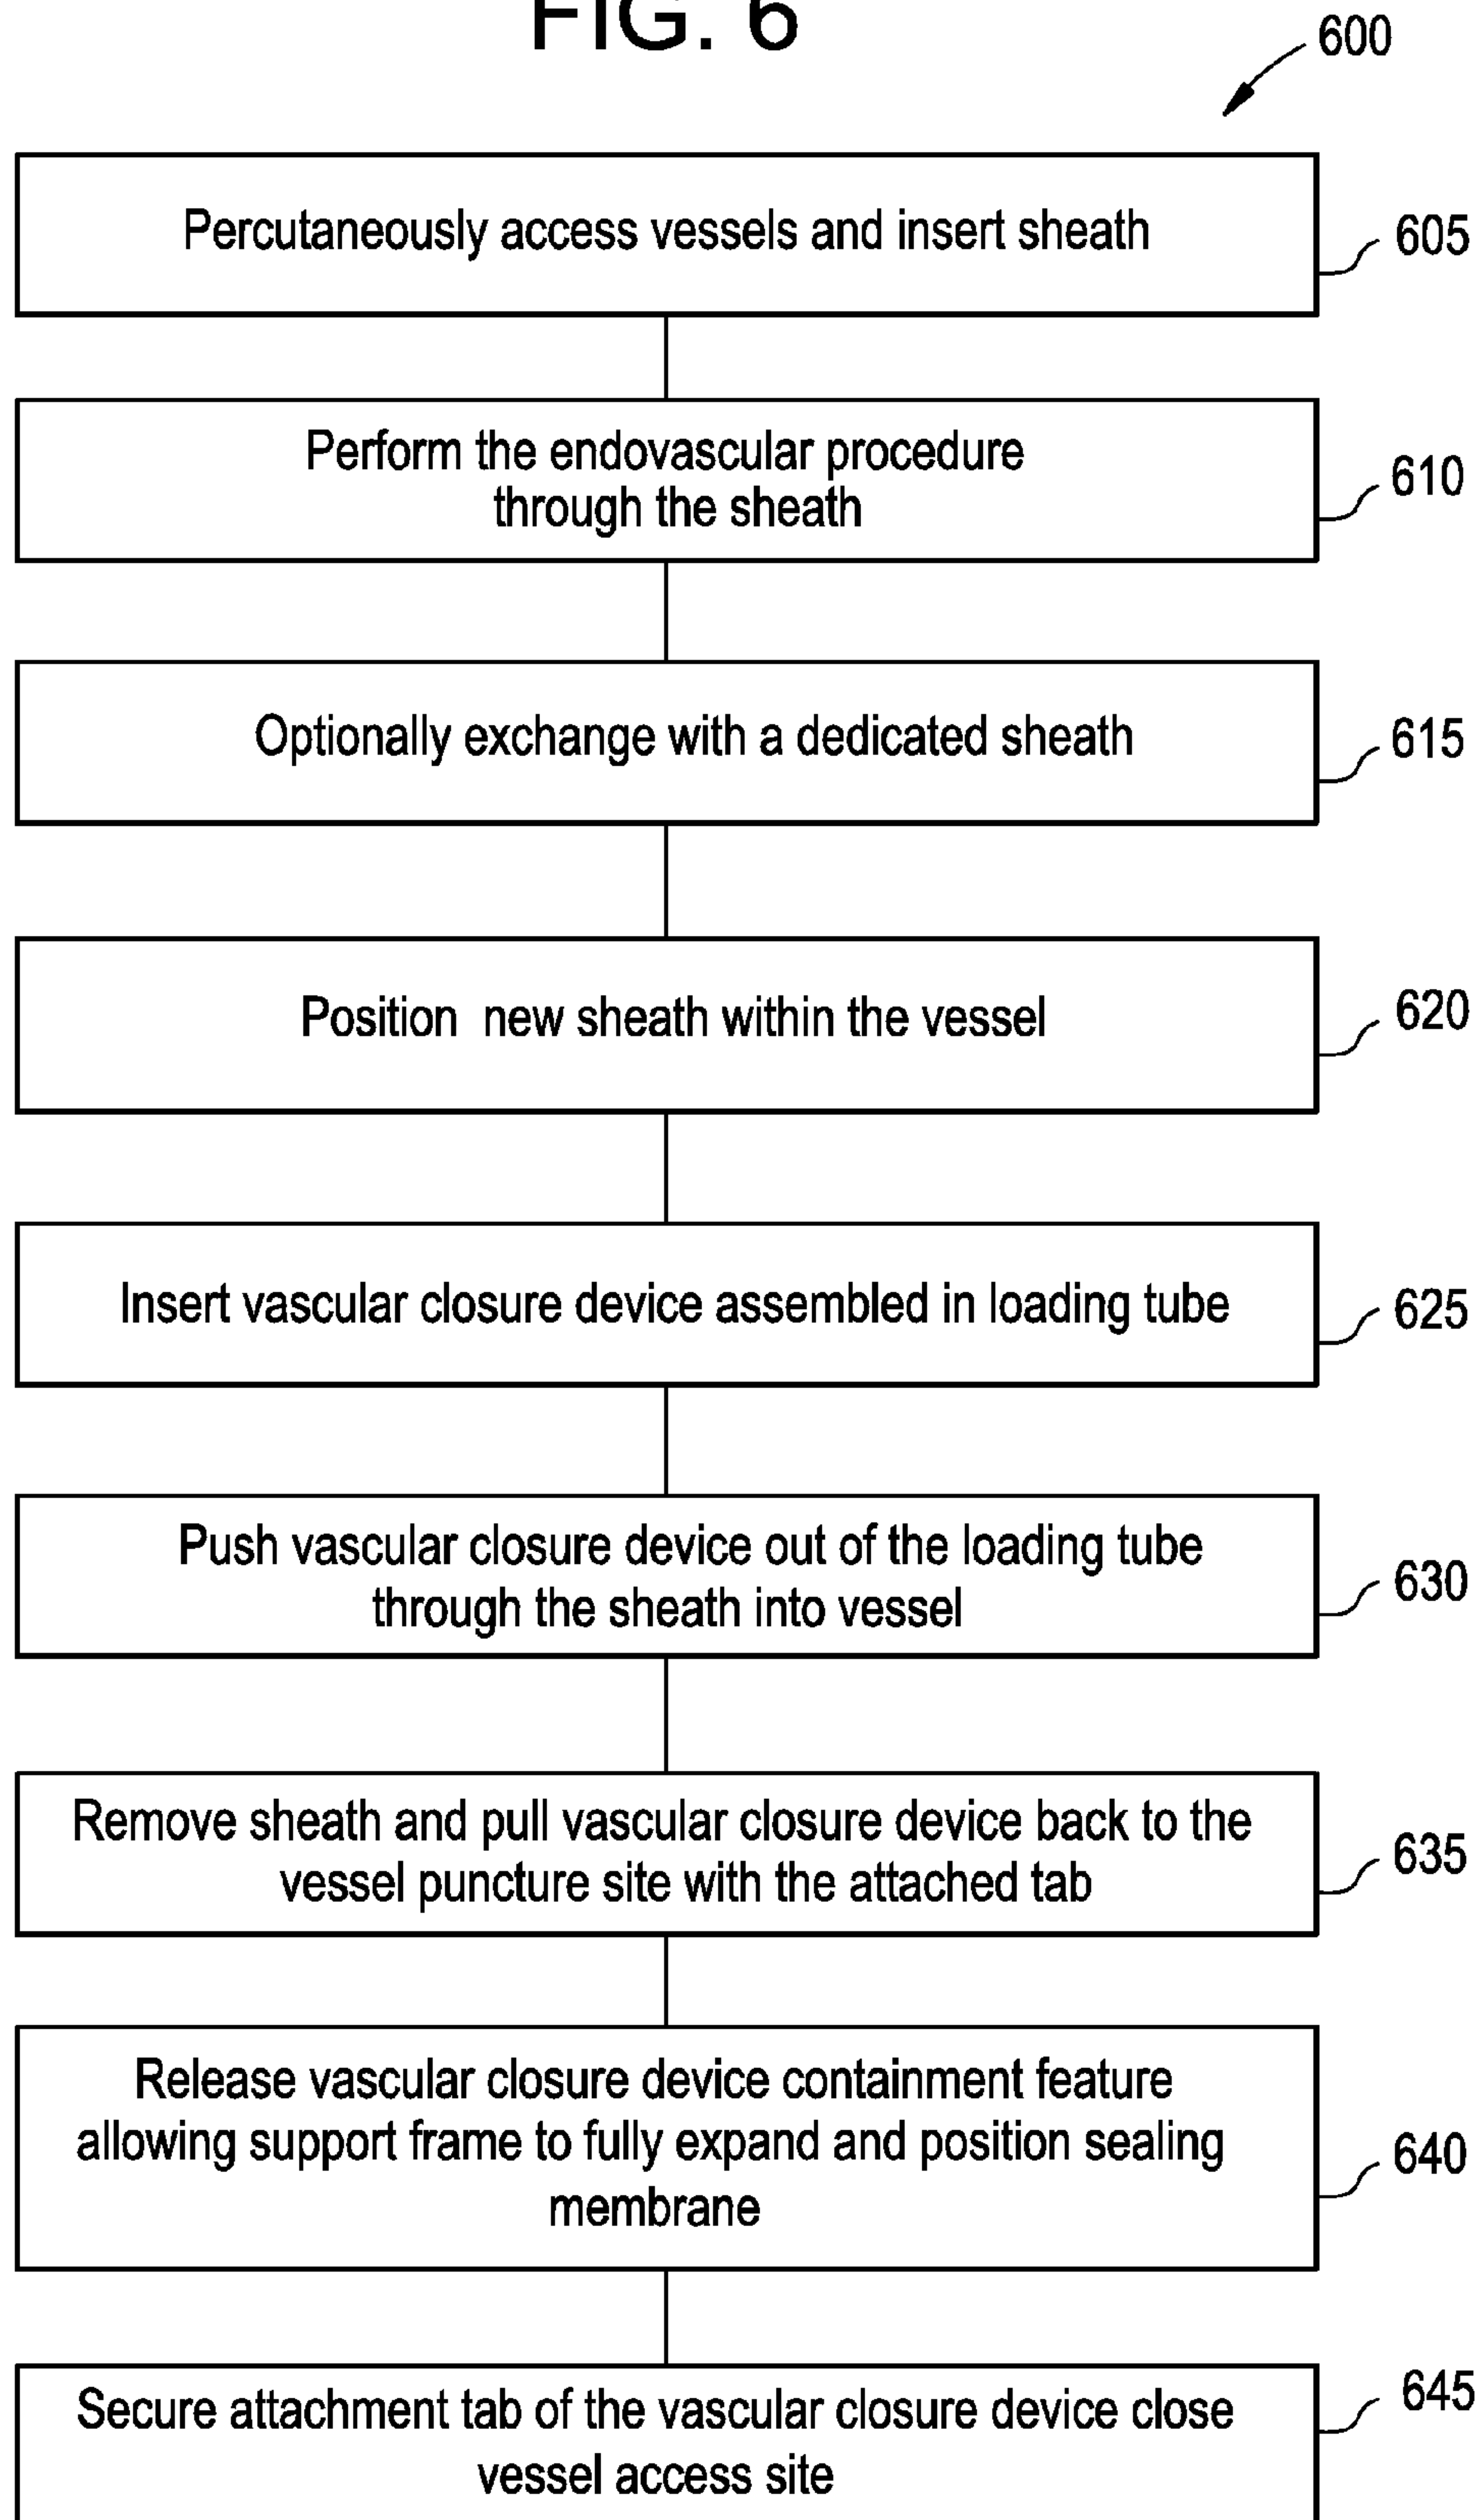 FIG. 6
600
Percutaneously access vessels and insert sheath
605
Perform the endovascular procedure
through the sheath
610
Optionally exchange with a dedicated sheath
615
Position new sheath within the vessel
620
Insert vascular closure device assembled in loading tube
625
Push vascular closure device out of the loading tube
through the sheath into vessel
630
Remove sheath and pull vascular closure device back to the
vessel puncture site with the attached tab
635
Release vascular closure device containment feature
allowing support frame to fully expand and position sealing
membrane
640
Secure attachment tab of the vascular closure device close
vessel access site
645